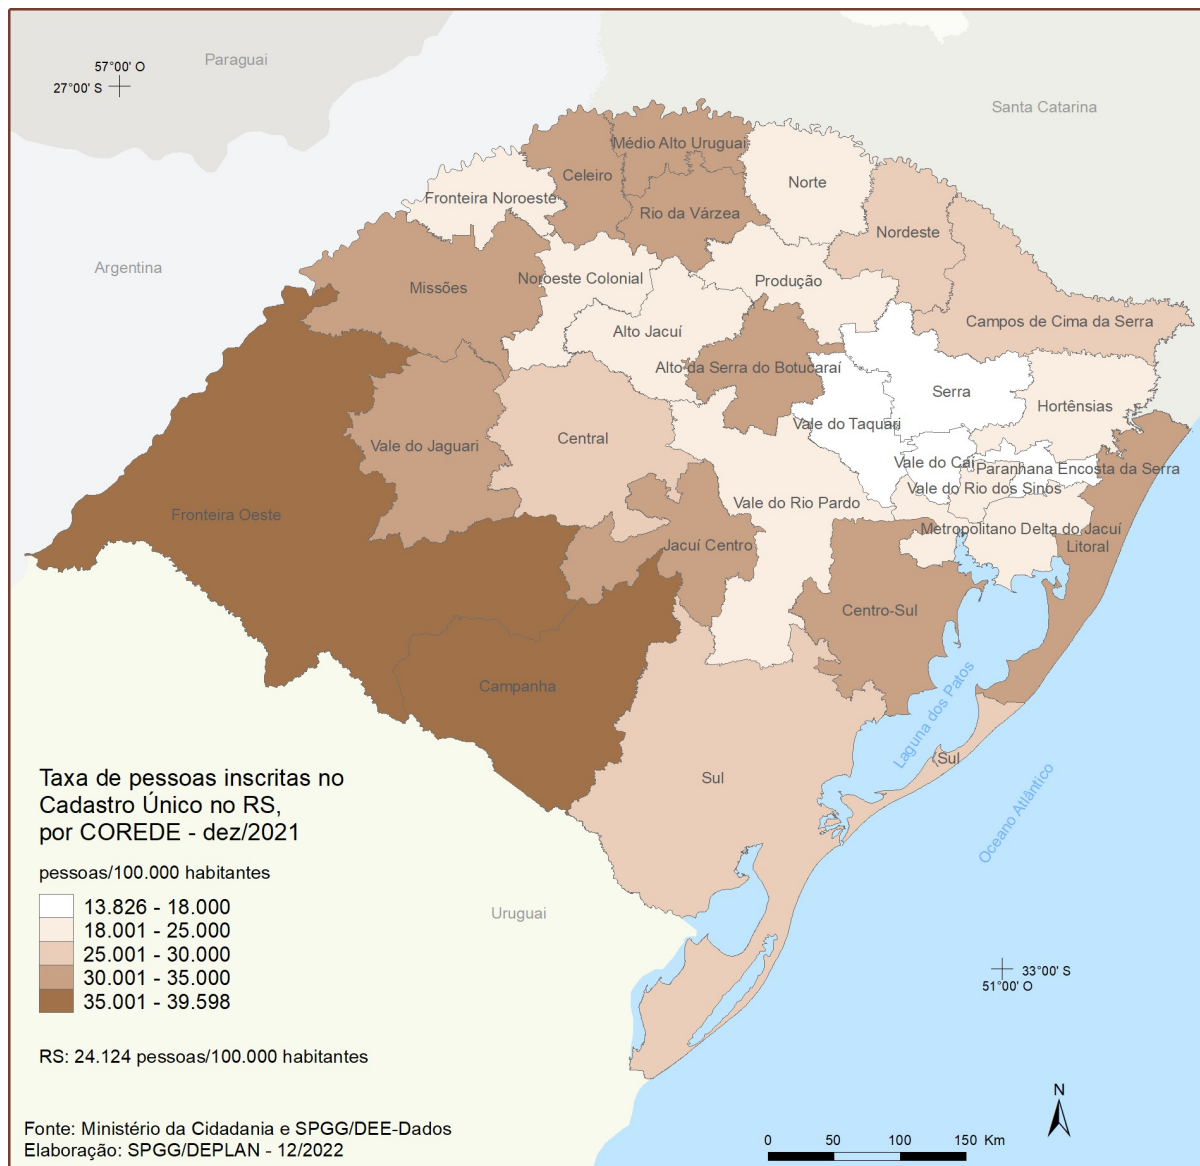 57°00' O
27°00' S
Paraguai
Santa Catarina
Médio Alto Uruguai
Celeiro
Norte
Fronteira Noroeste
Rio da Várzea
Nordeste
Argentina
Missões
Noroeste Colonial
Produção
Alto Jacuí
Campos de Cima da Serra
Alto da Serra do Botucaraí
Serra
Hortênsias
Vale do Taquari
Vale do Jaguari
Central
Vale do Caí
Paranhana Encosta da Serra
Vale do Rio dos Sinos
Vale do Rio Pardo
Fronteira Oeste
Metropolitano Delta do Jacuí
Jacuí Centro
Litoral
Centro-Sul
Campanha
Laguna dos Patos
Sul
Sul
Oceano Atlântico
Taxa de pessoas inscritas no
Cadastro Único no RS,
por COREDE - dez/2021
pessoas/100.000 habitantes
13.826 - 18.000
18.001 - 25.000
25.001 - 30.000
30.001 - 35.000
35.001 - 39.598
Uruguai
33°00' S
51°00' O
RS: 24.124 pessoas/100.000 habitantes
N
Fonte: Ministério da Cidadania e SPGG/DEE-Dados
Elaboração: SPGG/DEPLAN - 12/2022
0 50 100 150 Km